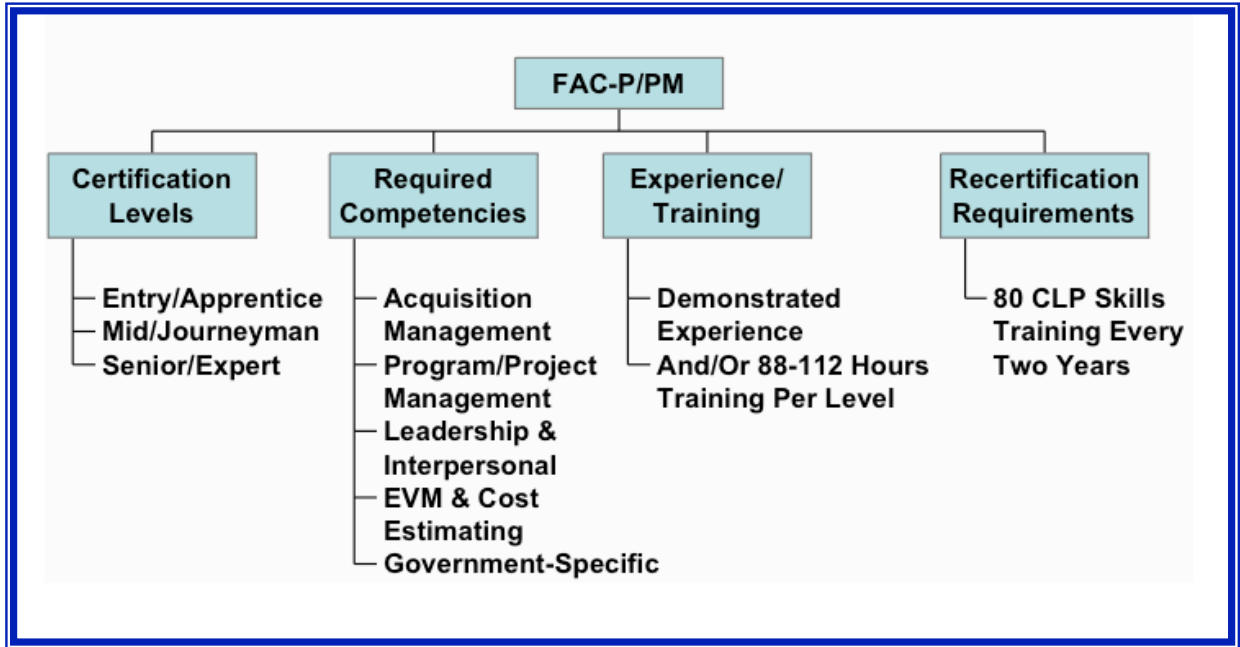 FAC-P/PM
Certification
Levels
Entry/Apprentice
Mid/Journeyman
Senior/Expert
Required
Competencies
Acquisition
Management
Program/Project
Management
Leadership &
Interpersonal
EVM & Cost
Estimating
Government-Specific
Experience/
Training
Demonstrated
Experience
And/Or 88-112 Hours
Training Per Level
Recertification
Requirements
80 CLP Skills
Training Every
Two Years